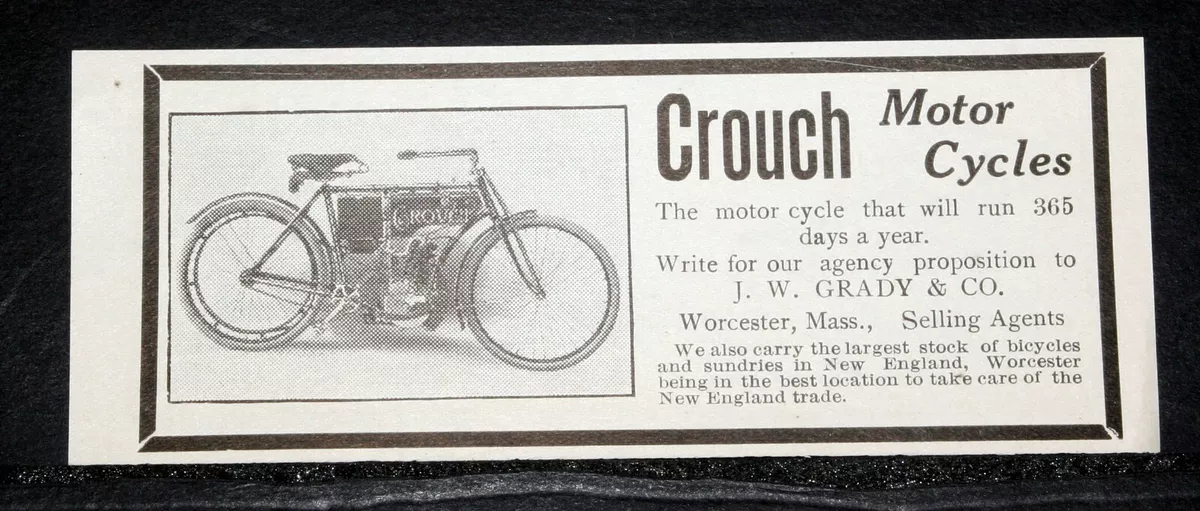 CROUCH
Crouch Motor Cycles
The motor cycle that will run 365
days a year.
Write for our agency proposition to
J. W. GRADY & CO.
Worcester, Mass., Selling Agents
We also carry the largest stock of bicycles
and sundries in New England, Worcester
being in the best location to take care of the
New England trade.